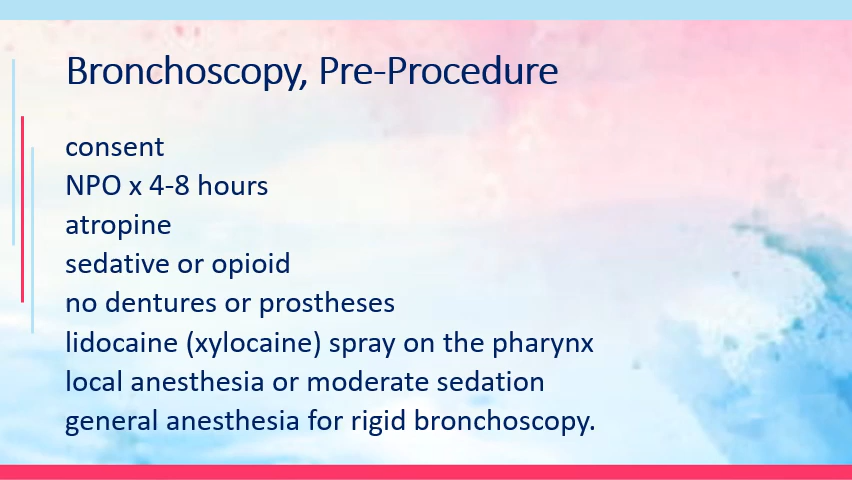 Bronchoscopy, Pre-Procedure
consent
NPO x 4-8 hours
atropine
sedative or opioid
no dentures or prostheses
lidocaine (xylocaine) spray on the pharynx
local anesthesia or moderate sedation
general anesthesia for rigid bronchoscopy.